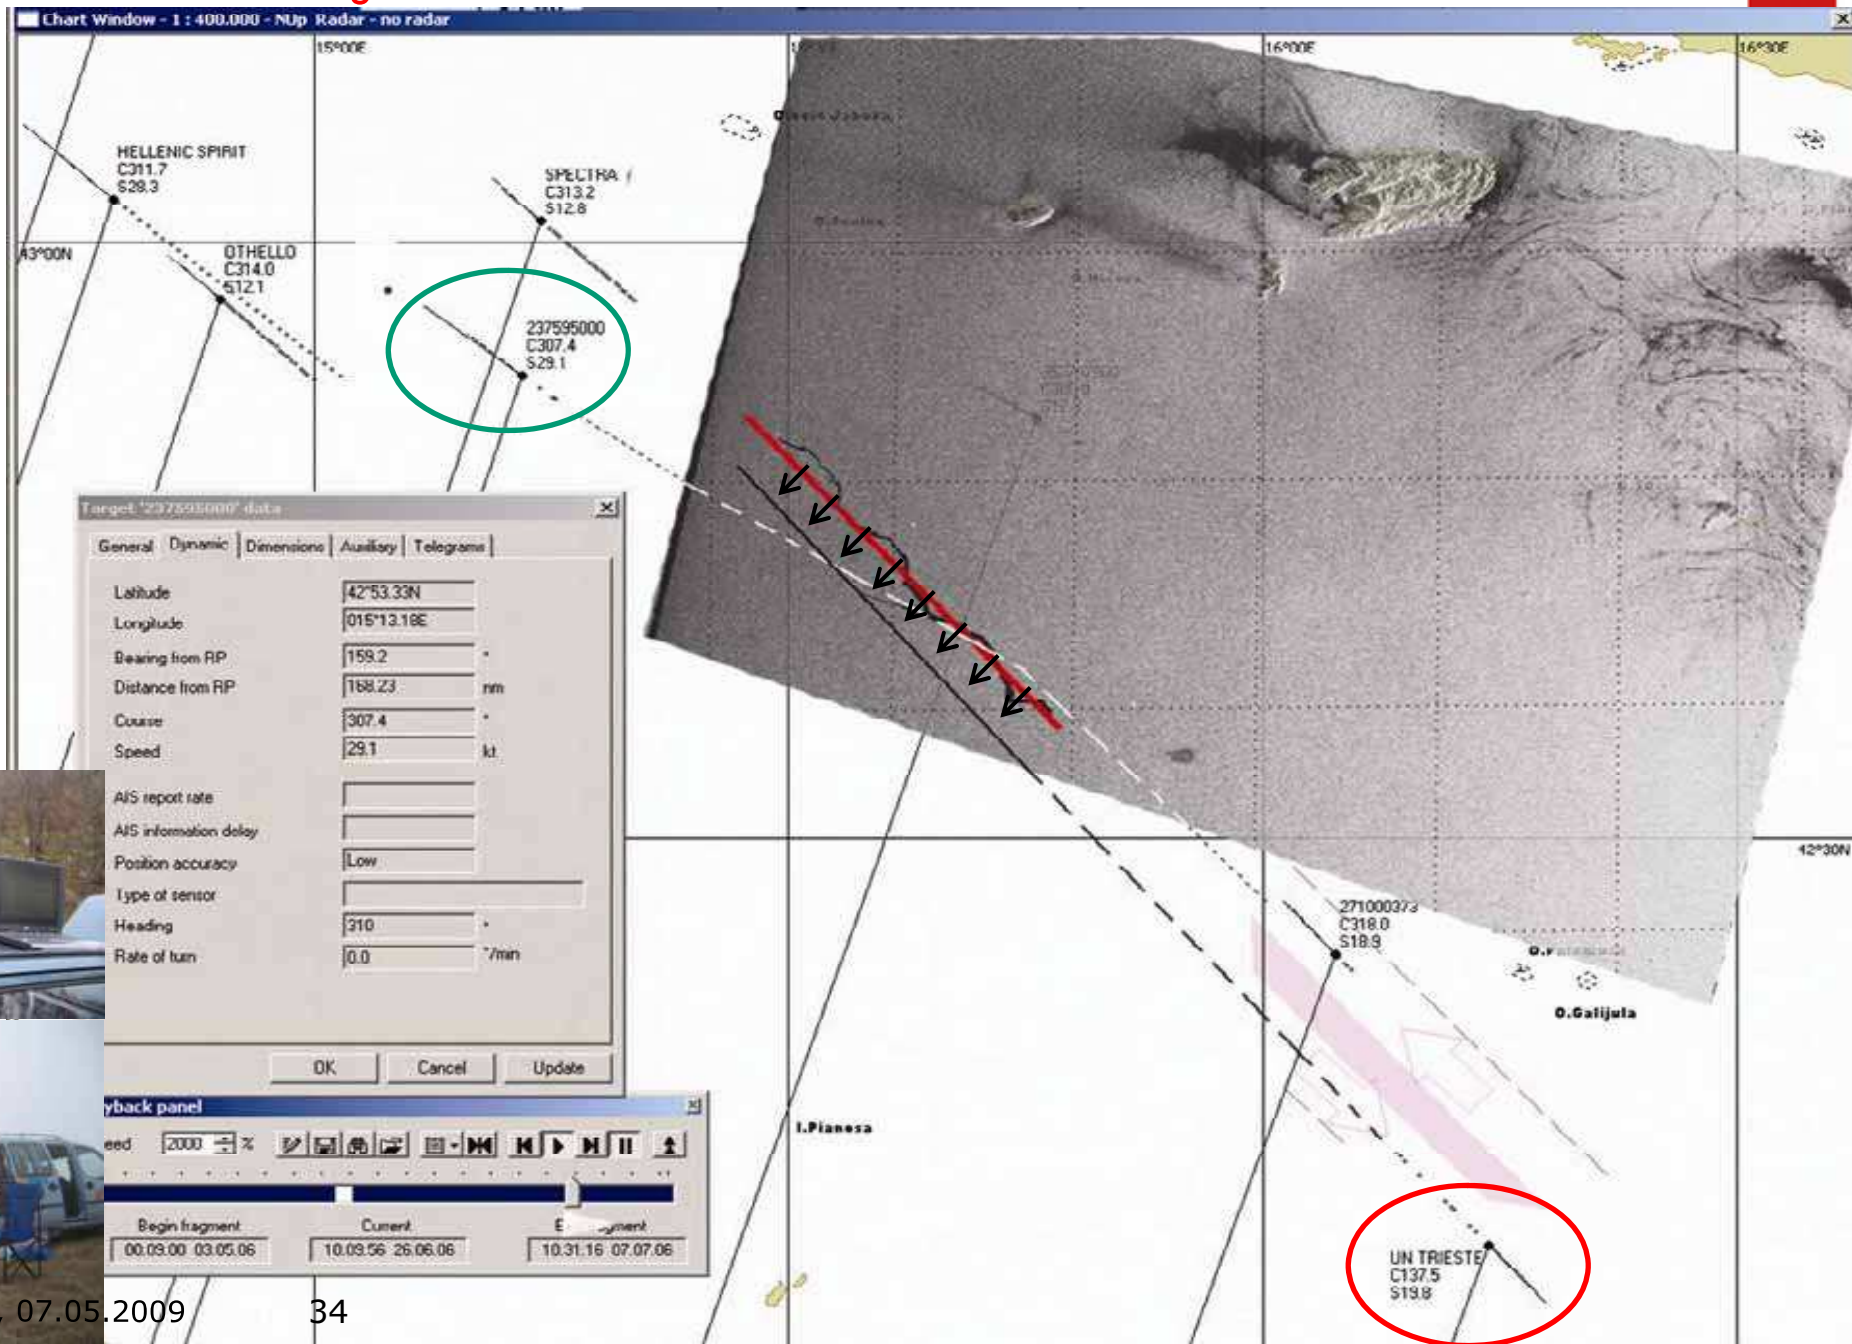 Chart Window - 1 : 400.000 - NUp Radar - no radar
15°00E
16°00E
16°30E
HELLENIC SPIRIT
C311.7
S28.3
SPECTRA
C313.2
S12.8
43°00N
OTHELLO
C314.0
S12.1
237595000
C307.4
S29.1
Target '237595000' data
General Dynamic Dimensions Auxiliary Telegrams
Latitude 42°53.33N
Longitude 015°13.18E
Bearing from RP 159.2 °
Distance from RP 168.23 nm
Course 307.4 °
Speed 29.1 kt
AIS report rate
AIS information delay
Position accuracy Low
Type of sensor
Heading 310 °
Rate of turn 0.0 °/min
OK Cancel Update
42°30N
271000373
C318.0
S18.9
O.Galijula
I.Pianosa
yback panel
eed 2000 %
Begin fragment Current
00.09.00 03.05.06 10.09.56 26.06.06 10.31.16 07.07.06
UN TRIESTE
C137.5
S19.8
, 07.05.2009 34